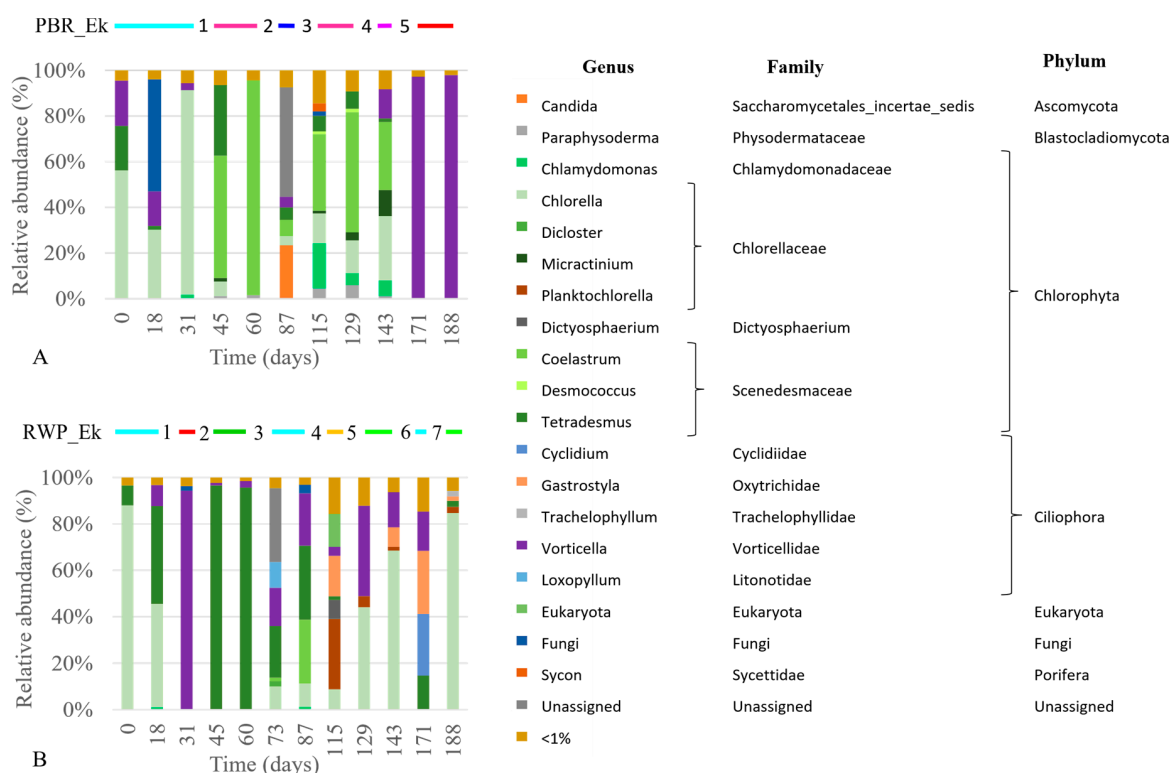 PBR_Ek 1 2 3 4 5
100%
80%
60%
40%
20%
0%
Relative abundance (%)
0 18 31 45 60 87 115 129 143 171 188
Time (days)
A
RWP_Ek 1 2 3 4 5 6 7
100%
80%
60%
40%
20%
0%
Relative abundance (%)
0 18 31 45 60 73 87 115 129 143 171 188
Time (days)
B
Genus Family Phylum
Candida Saccharomycetales_incertae_sedis Ascomycota
Paraphysoderma Physodermataceae Blastocladiomycota
Chlamydomonas Chlamydomonadaceae
Chlorella
Dicloster
Chlorellaceae
Micractinium
Planktochlorella Chlorophyta
Dictyosphaerium Dictyosphaerium
Coelastrum
Desmococcus Scenedesmaceae
Tetradesmus
Cyclidium Cyclidiidae
Gastrostyla Oxytrichidae
Trachelophyllum Trachelophyllidae Ciliophora
Vorticella Vorticellidae
Loxopyllum Litonotidae
Eukaryota Eukaryota Eukaryota
Fungi Fungi Fungi
Sycon Sycettidae Porifera
Unassigned Unassigned Unassigned
<1%